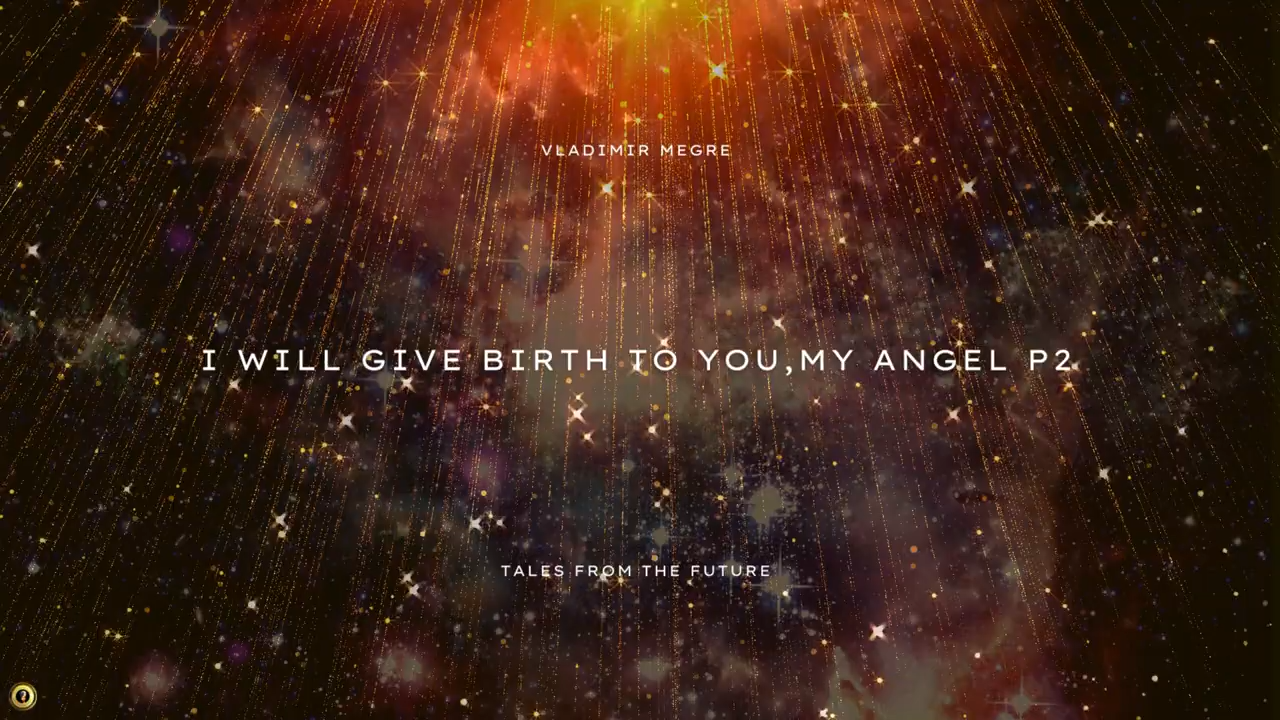 VLADIMIR MEGRE
I WILL GIVE BIRTH TO YOU,MY ANGEL P2
TALES FROM THE FUTURE